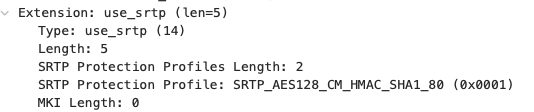 Extension: use_srtp (len=5)
Type: use_srtp (14)
Length: 5
SRTP Protection Profiles Length: 2
SRTP Protection Profile: SRTP_AES128_CM_HMAC_SHA1_80 (0x0001)
MKI Length: 0